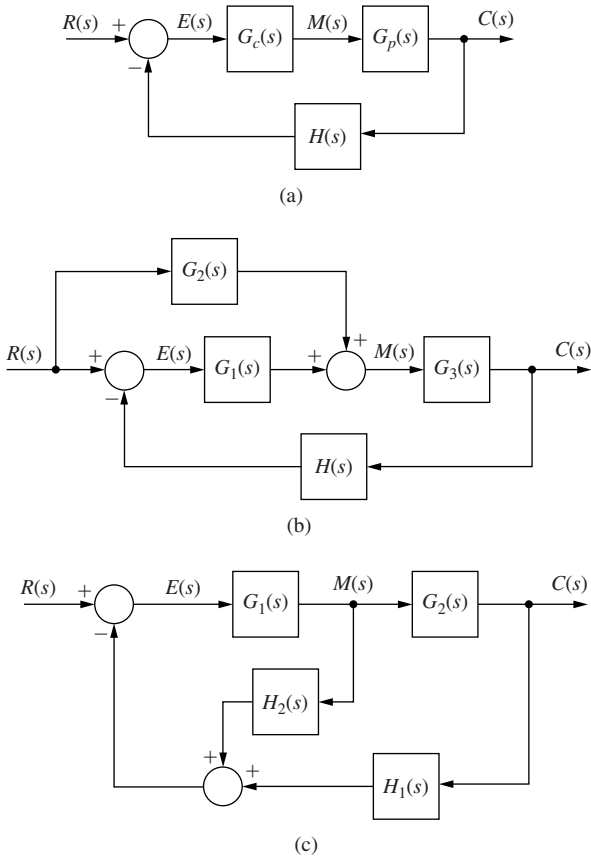 R(s) + E(s) G_c(s) M(s) G_p(s) C(s)
−
H(s)
(a)
G_2(s)
+
R(s) + E(s) G_1(s) + M(s) G_3(s) C(s)
−
H(s)
(b)
R(s) + E(s) G_1(s) M(s) G_2(s) C(s)
−
H_2(s)
+ +
H_1(s)
(c)